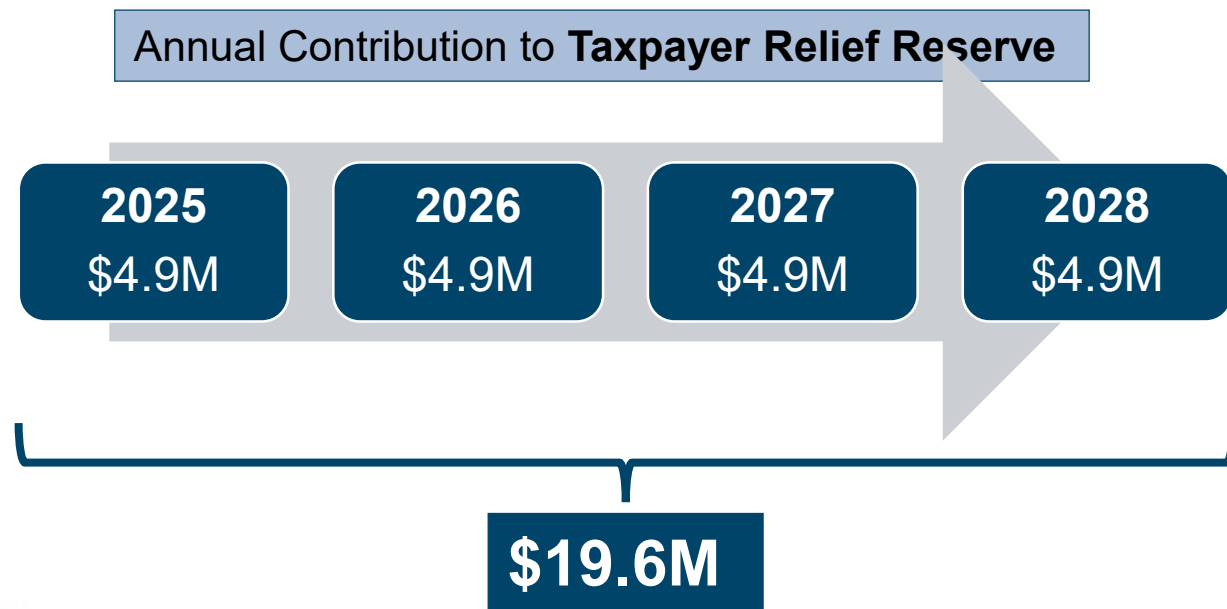 Annual Contribution to Taxpayer Relief Reserve
2025
$4.9M
2026
$4.9M
2027
$4.9M
2028
$4.9M
$19.6M